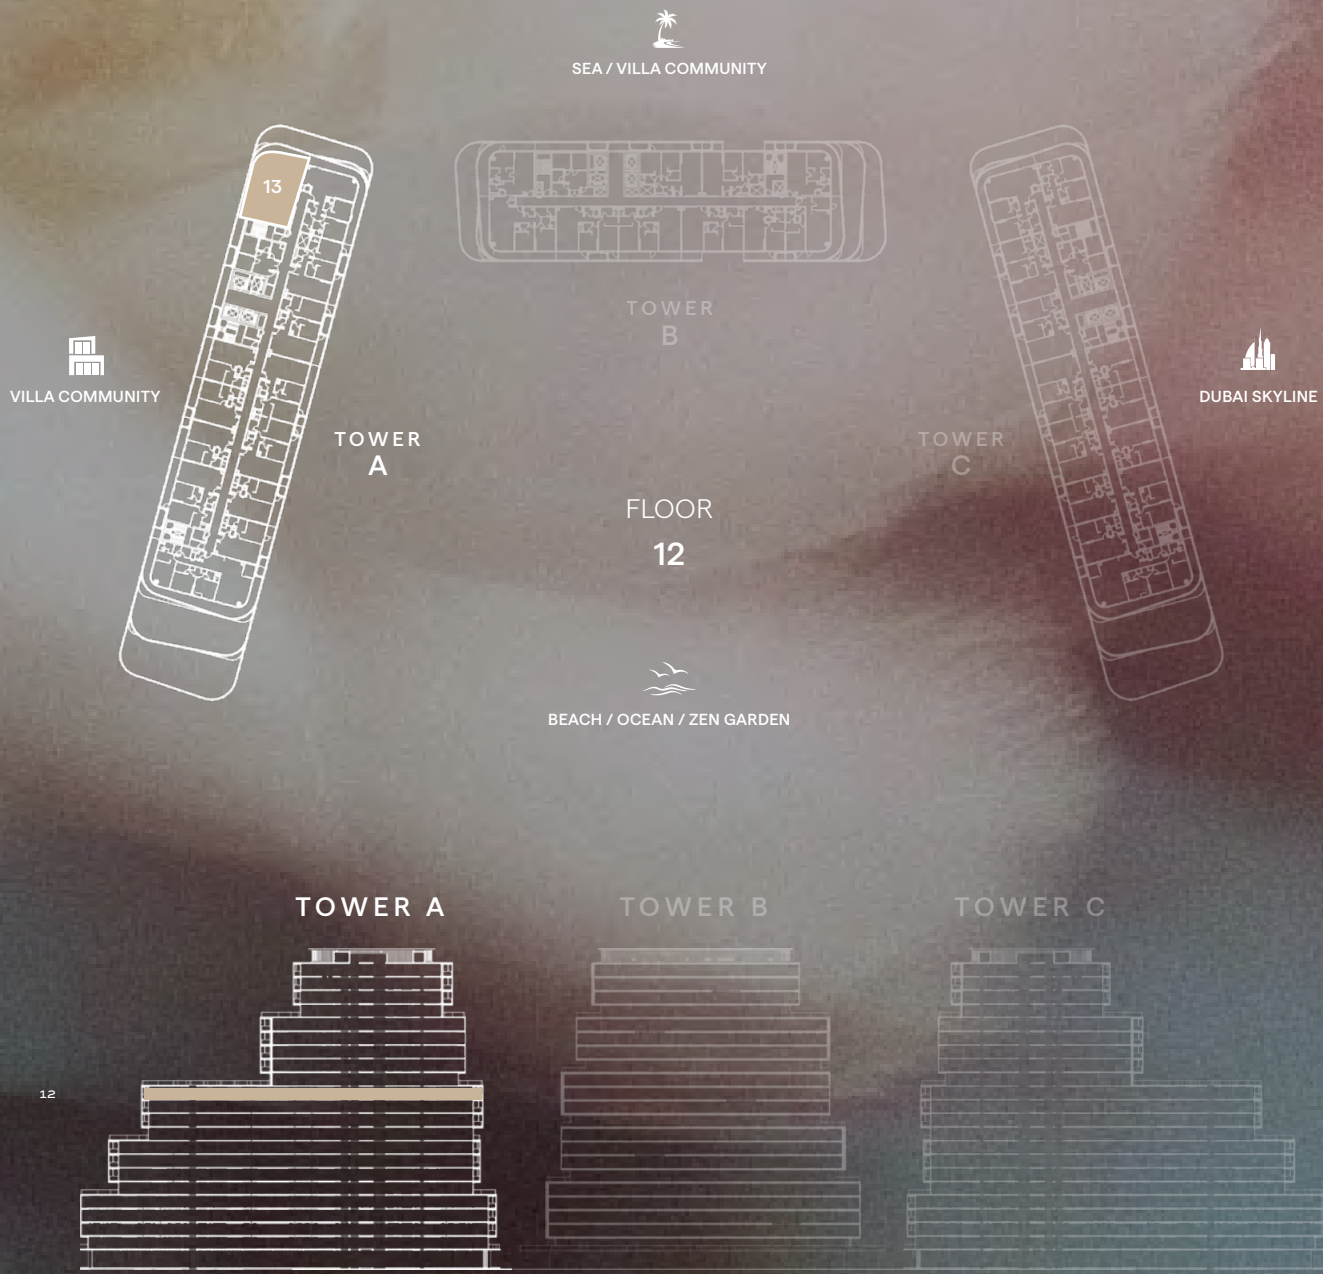 SEA / VILLA COMMUNITY
13
TOWER
B
VILLA COMMUNITY
DUBAI SKYLINE
TOWER
A
TOWER
C
FLOOR
12
BEACH / OCEAN / ZEN GARDEN
TOWER A
TOWER B
TOWER C
12